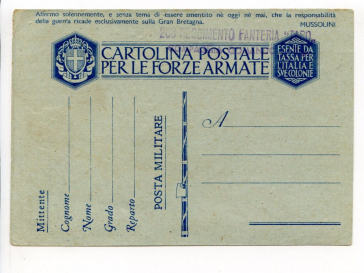 Affermo solennemente, e senza tema di essere smentito nè oggi nè mai, che la responsabilità
della guerra ricade esclusivamente sulla Gran Bretagna.
MUSSOLINI
REGGIMENTO FANTERIA
CARTOLINA POSTALE
PER LE FORZE ARMATE
ESENTE DA
TASSA PER
L'ITALIA E
SVE COLONIE
Mittente
Cognome
Nome
Grado
Reparto
POSTA MILITARE
A